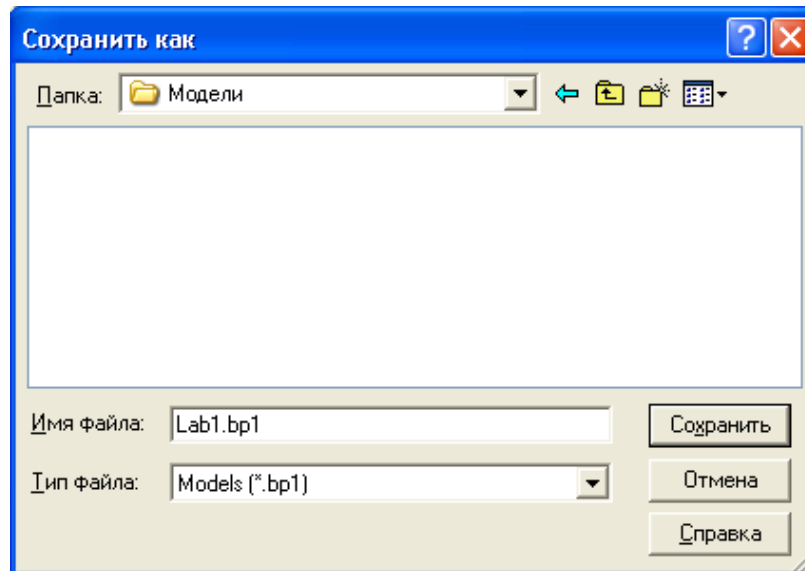 Сохранить как
Папка: Модели
Имя файла: Lab1.bp1
Сохранить
Тип файла: Models (*.bp1)
Отмена
Справка